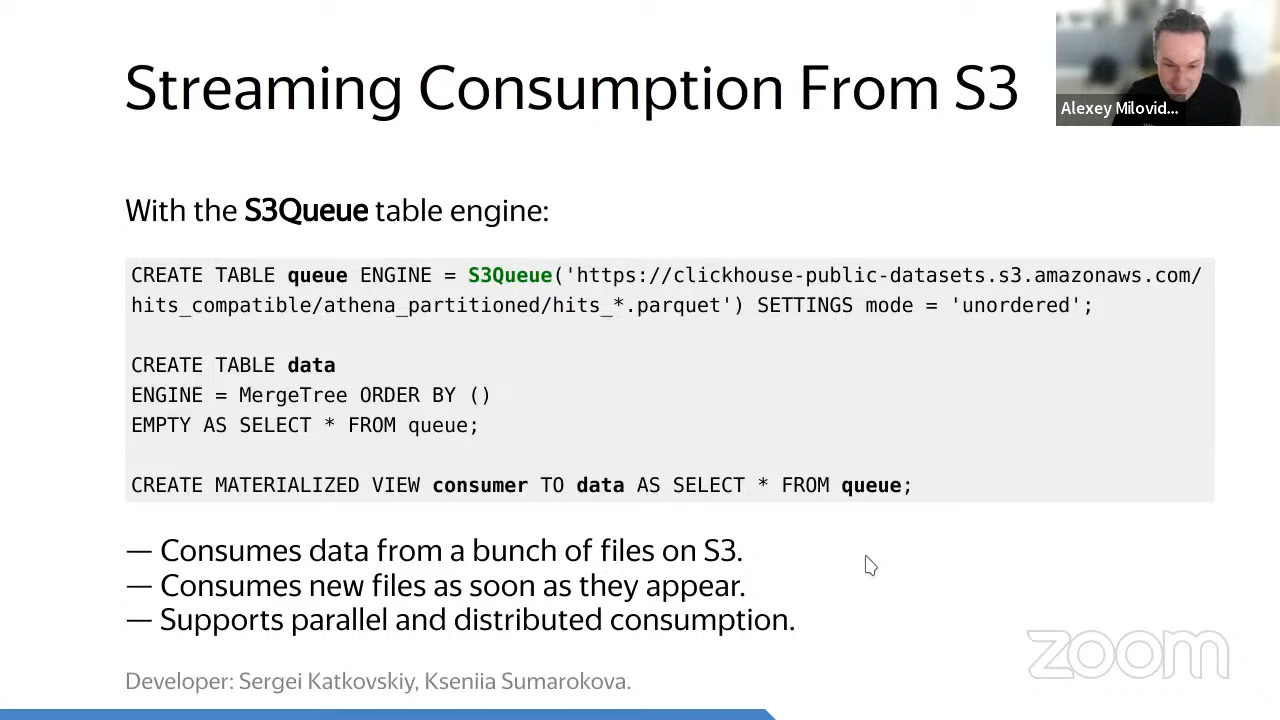 Streaming Consumption From S3
Alexey Milovid...
With the S3Queue table engine:
CREATE TABLE queue ENGINE = S3Queue('https://clickhouse-public-datasets.s3.amazonaws.com/
hits_compatible/athena_partitioned/hits_*.parquet') SETTINGS mode = 'unordered';
CREATE TABLE data
ENGINE = MergeTree ORDER BY ()
EMPTY AS SELECT * FROM queue;
CREATE MATERIALIZED VIEW consumer TO data AS SELECT * FROM queue;
— Consumes data from a bunch of files on S3.
— Consumes new files as soon as they appear.
— Supports parallel and distributed consumption.
zoom
Developer: Sergei Katkovskiy, Kseniia Sumarokova.